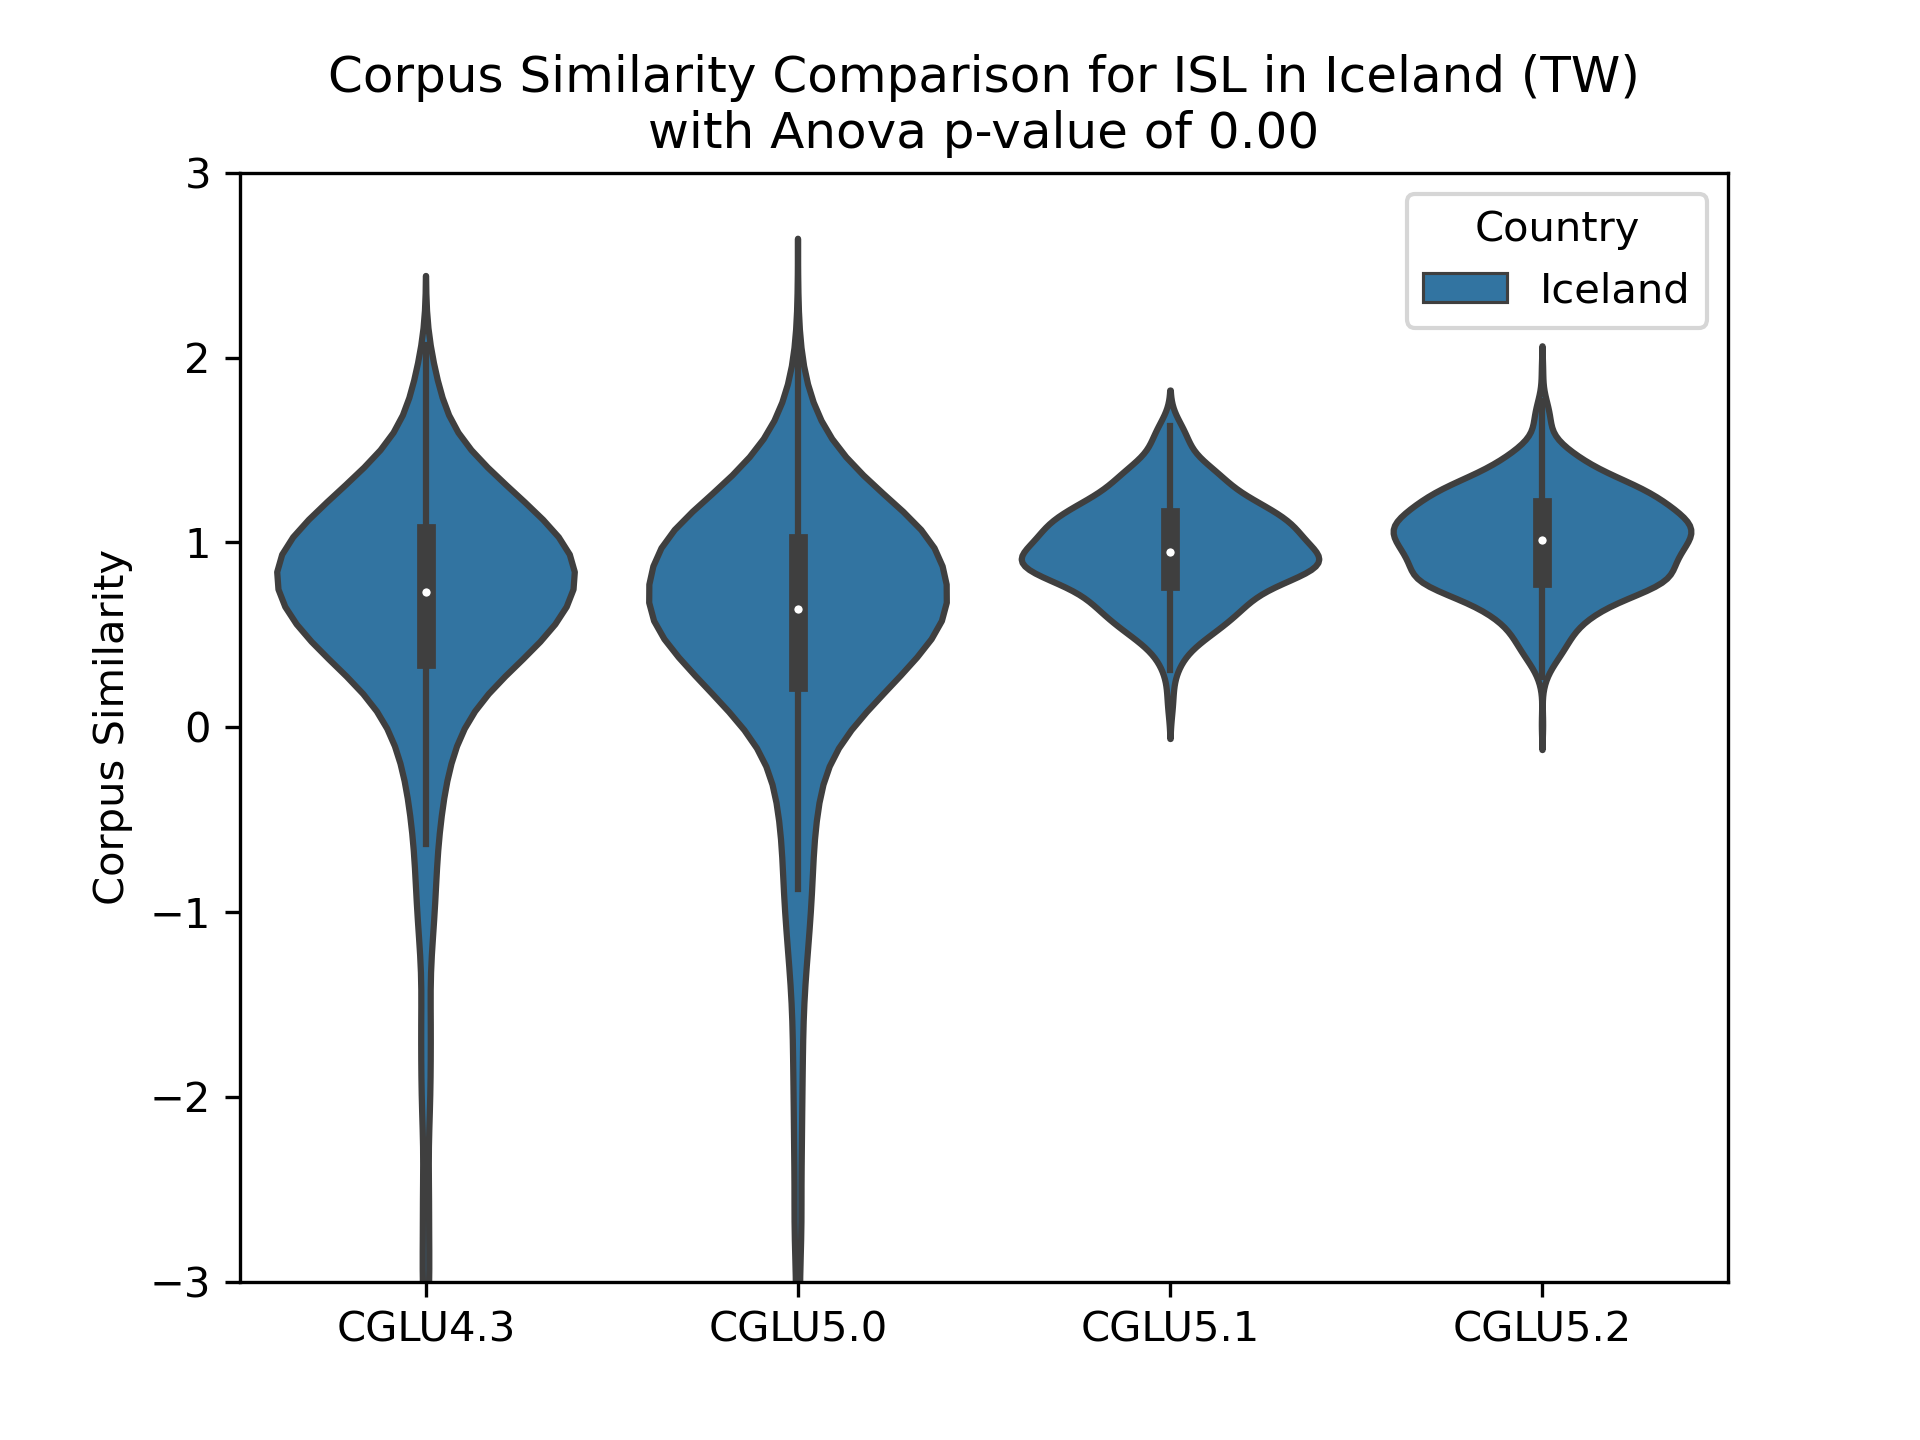 Corpus Similarity Comparison for ISL in Iceland (TW)
with Anova p-value of 0.00
3
2
1
0
−1
−2
−3
Corpus Similarity
Country
Iceland
CGLU4.3
CGLU5.0
CGLU5.1
CGLU5.2